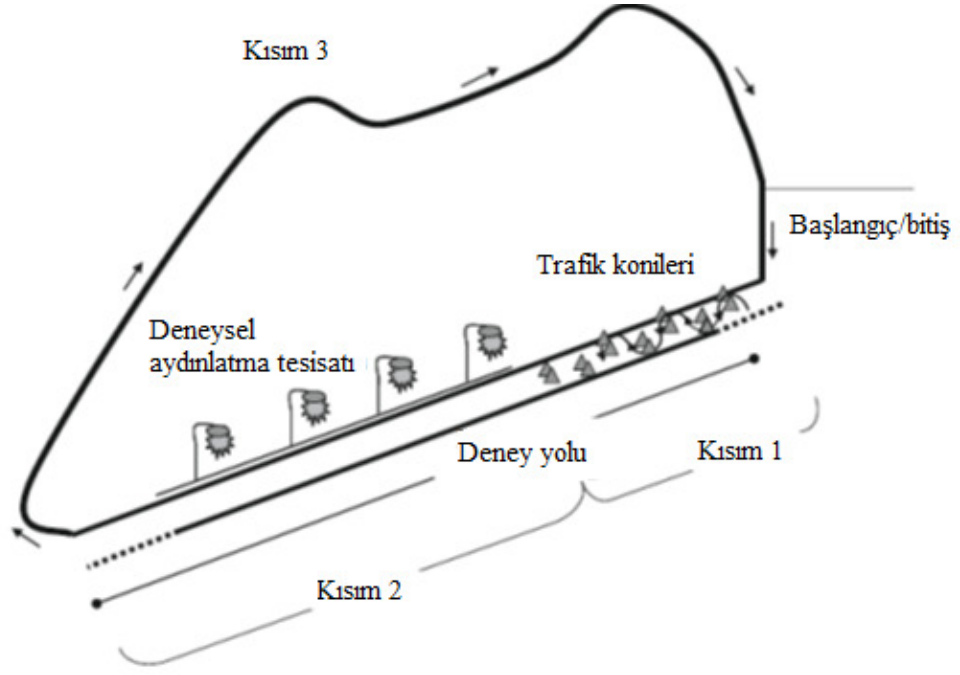 Kısım 3
Başlangıç/bitiş
Trafik konileri
Deneysel
aydınlatma tesisatı
Deney yolu
Kısım 1
Kısım 2